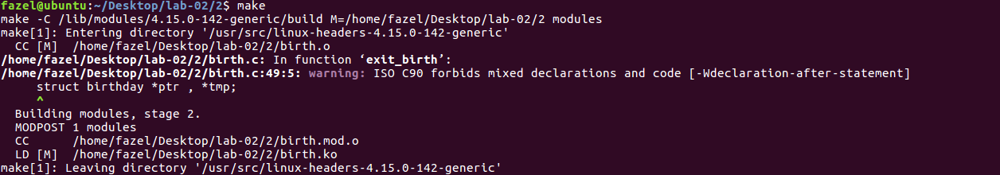 fazel@ubuntu:~/Desktop/lab-02/2$ make
make -C /lib/modules/4.15.0-142-generic/build M=/home/fazel/Desktop/lab-02/2 modules
make[1]: Entering directory '/usr/src/linux-headers-4.15.0-142-generic'
  CC [M]  /home/fazel/Desktop/lab-02/2/birth.o
/home/fazel/Desktop/lab-02/2/birth.c: In function ‘exit_birth’:
/home/fazel/Desktop/lab-02/2/birth.c:49:5: warning: ISO C90 forbids mixed declarations and code [-Wdeclaration-after-statement]
     struct birthday *ptr , *tmp;
     ^
  Building modules, stage 2.
  MODPOST 1 modules
  CC      /home/fazel/Desktop/lab-02/2/birth.mod.o
  LD [M]  /home/fazel/Desktop/lab-02/2/birth.ko
make[1]: Leaving directory '/usr/src/linux-headers-4.15.0-142-generic'